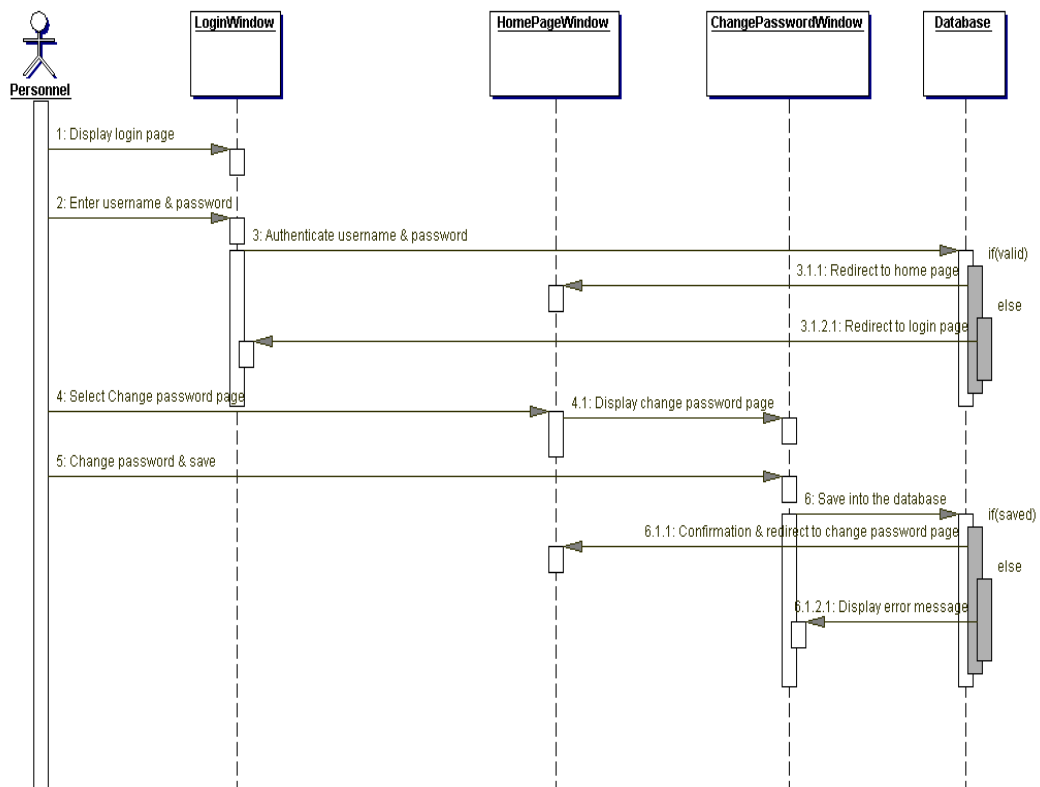 LoginWindow
HomePageWindow
ChangePasswordWindow
Database
Personnel
1: Display login page
2: Enter username & password
3: Authenticate username & password
if(valid)
3.1.1: Redirect to home page
else
3.1.2.1: Redirect to login page
4: Select Change password page
4.1: Display change password page
5: Change password & save
6: Save into the database
if(saved)
6.1.1: Confirmation & redirect to change password page
else
6.1.2.1: Display error message